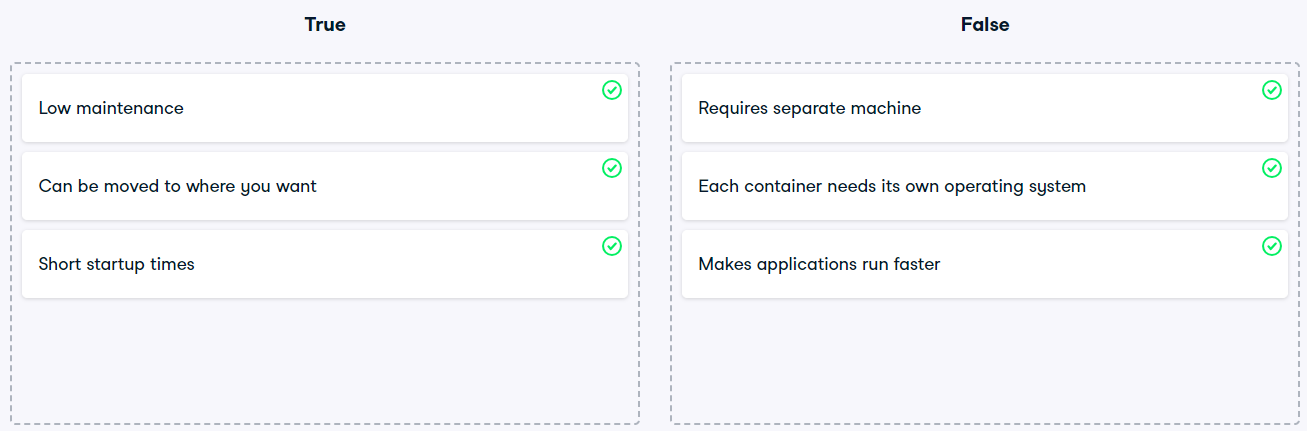 True
False
Low maintenance
Requires separate machine
Can be moved to where you want
Each container needs its own operating system
Short startup times
Makes applications run faster